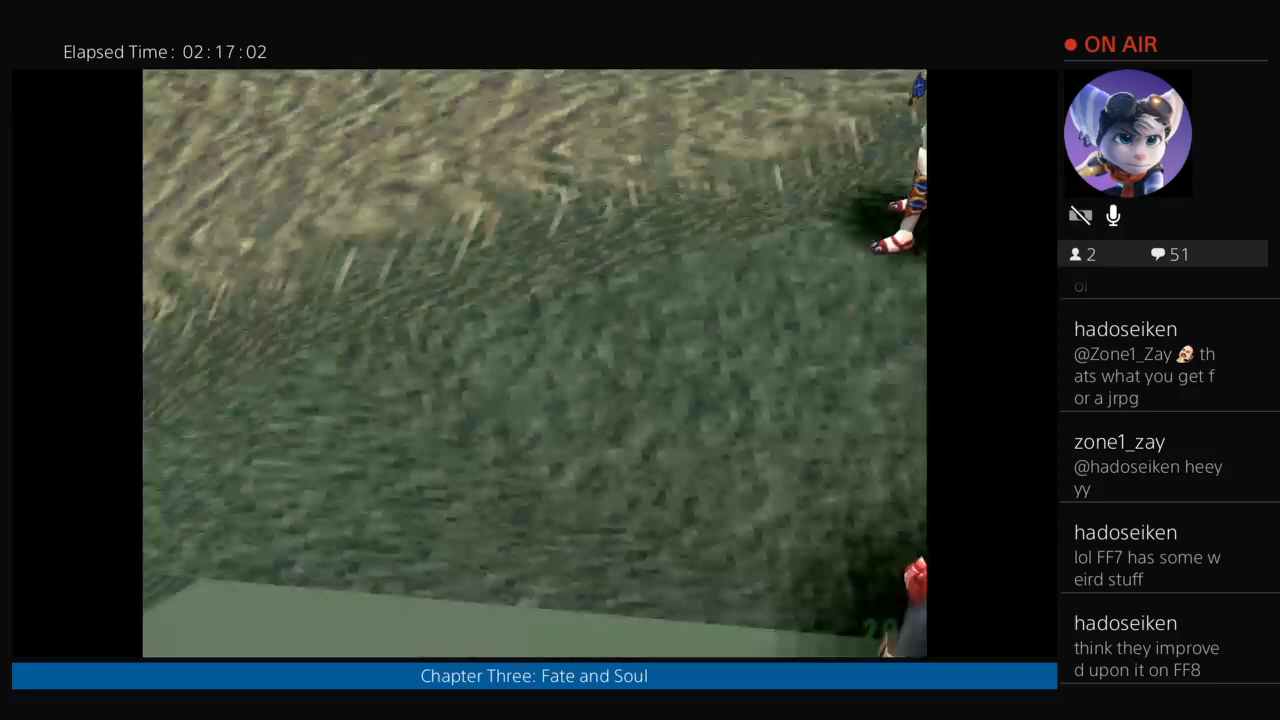 Elapsed Time: 02:17:02
ON AIR
2
51
hadoseiken
@Zone1_Zay th
ats what you get f
or a jrpg
zone1_zay
@hadoseiken heey
yy
hadoseiken
lol FF7 has some w
eird stuff
hadoseiken
think they improve
d upon it on FF8
Chapter Three: Fate and Soul